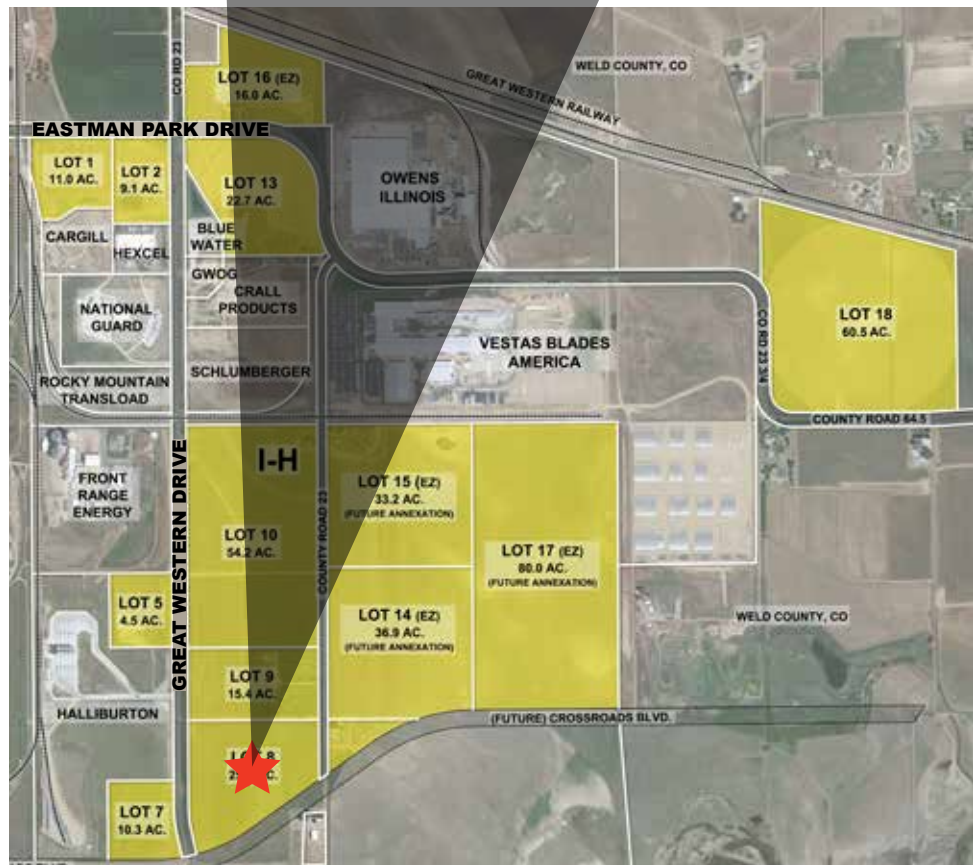 WELD COUNTY, CO
GREAT WESTERN RAILWAY
CO RD 23
LOT 16 (EZ)
16.0 AC.
EASTMAN PARK DRIVE
LOT 1
11.0 AC.
LOT 2
9.1 AC.
LOT 13
22.7 AC.
OWENS
ILLINOIS
CARGILL
HEXCEL
BLUE
WATER
GWOG
CRALL
PRODUCTS
NATIONAL
GUARD
SCHLUMBERGER
ROCKY MOUNTAIN
TRANSLOAD
VESTAS BLADES
AMERICA
CO RD 23 3/4
LOT 18
60.5 AC.
COUNTY ROAD 64.5
GREAT WESTERN DRIVE
FRONT
RANGE
ENERGY
I-H
LOT 10
54.2 AC.
COUNTY ROAD 23
LOT 15 (EZ)
33.2 AC.
(FUTURE ANNEXATION)
LOT 17 (EZ)
80.0 AC.
(FUTURE ANNEXATION)
LOT 5
4.5 AC.
LOT 14 (EZ)
36.9 AC.
(FUTURE ANNEXATION)
WELD COUNTY, CO
LOT 9
15.4 AC.
HALLIBURTON
(FUTURE) CROSSROADS BLVD.
LOT 8
AC.
LOT 7
10.3 AC.